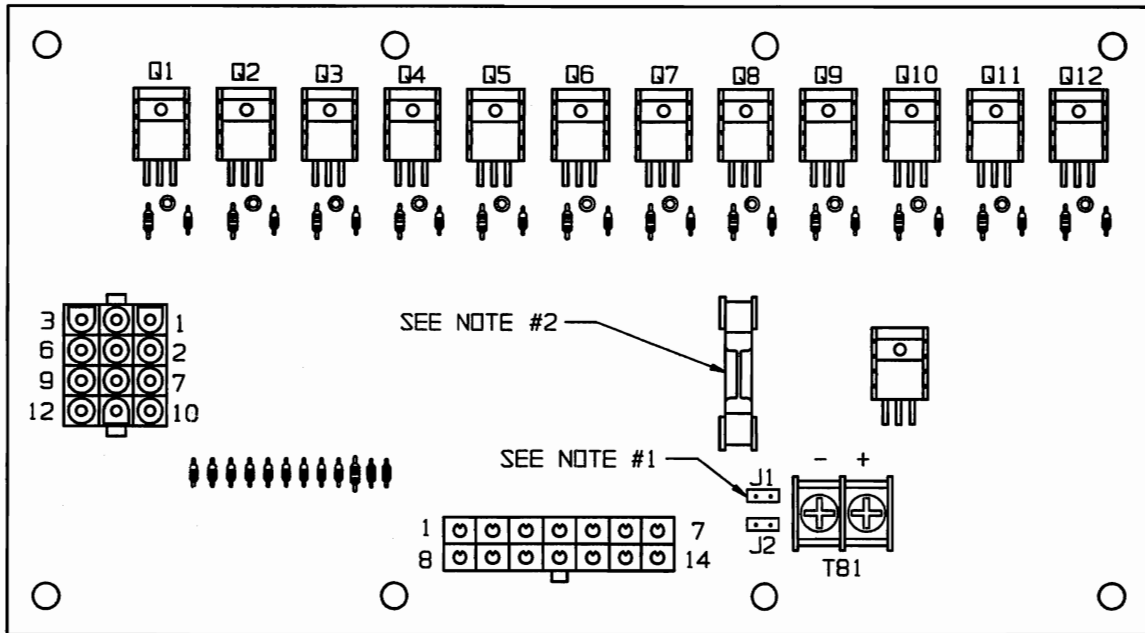 Q1 Q2 Q3 Q4 Q5 Q6 Q7 Q8 Q9 Q10 Q11 Q12
SEE NOTE #2
3 1
6 2
9 7
12 10
SEE NOTE #1
- +
J1
J2
1 7
8 14
TB1